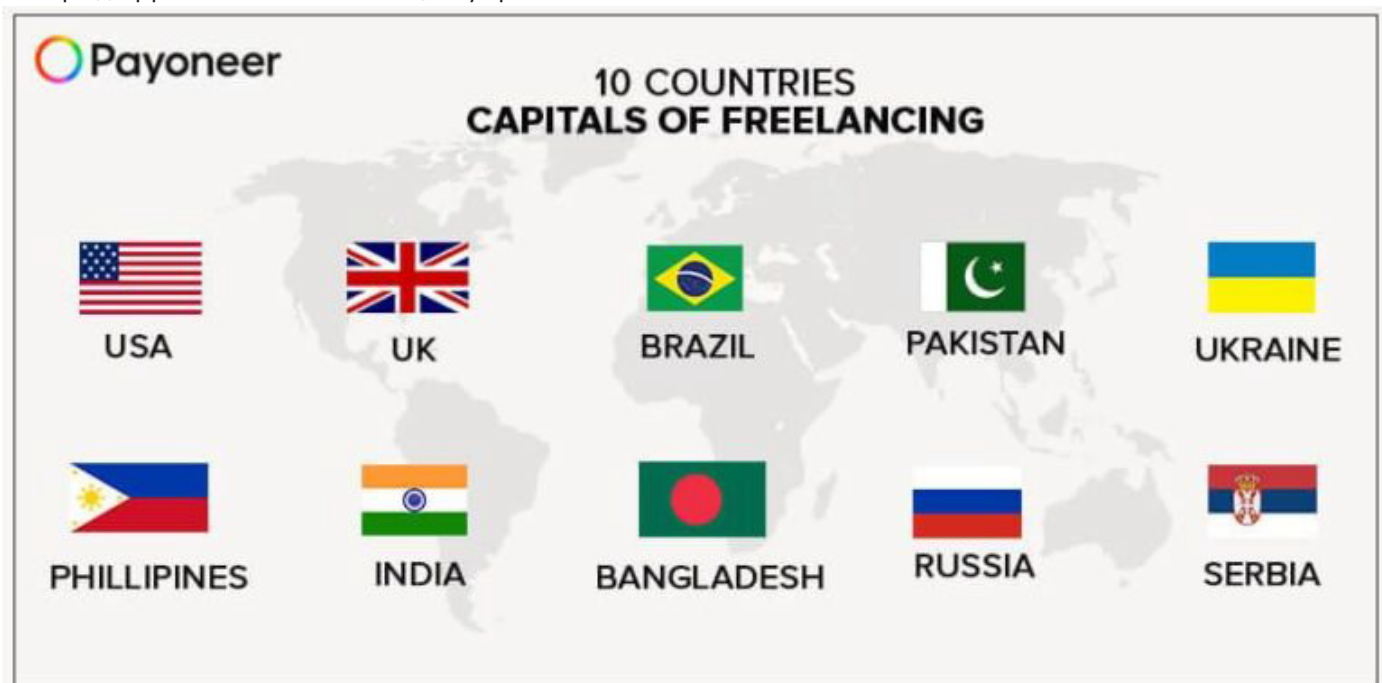 Payoneer
10 COUNTRIES
CAPITALS OF FREELANCING
USA
UK
BRAZIL
PAKISTAN
UKRAINE
PHILLIPINES
INDIA
BANGLADESH
RUSSIA
SERBIA